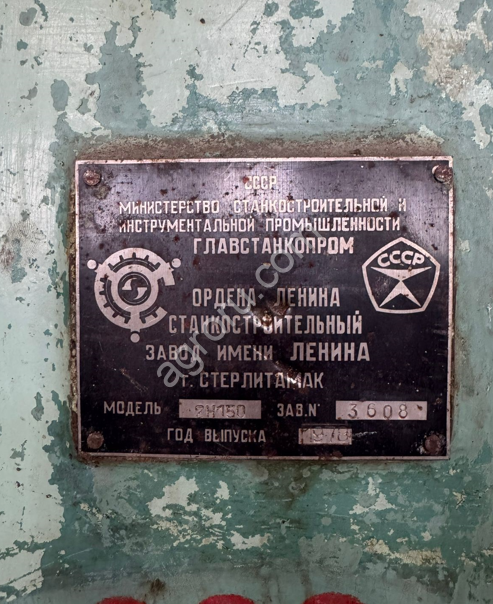 СССР
МИНИСТЕРСТВО СТАНКОСТРОИТЕЛЬНОЙ И
ИНСТРУМЕНТАЛЬНОЙ ПРОМЫШЛЕННОСТИ
ГЛАВСТАНКОПРОМ
СССР
ОРДЕНА ЛЕНИНА
СТАНКОСТРОИТЕЛЬНЫЙ
ЗАВОД ИМЕНИ ЛЕНИНА
г. СТЕРЛИТАМАК
МОДЕЛЬ ЗАВ.№ 3608
ГОД ВЫПУСКА